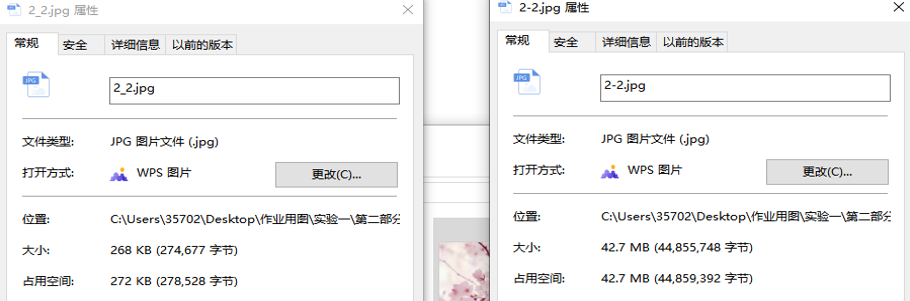 2_2.jpg 属性
常规 安全 详细信息 以前的版本
JPG
2_2.jpg
文件类型: JPG 图片文件 (.jpg)
打开方式: WPS 图片 更改(C)...
位置: C:\Users\35702\Desktop\作业用图\实验一\第二部分
大小: 268 KB (274,677 字节)
占用空间: 272 KB (278,528 字节)
2-2.jpg 属性
常规 安全 详细信息 以前的版本
JPG
2-2.jpg
文件类型: JPG 图片文件 (.jpg)
打开方式: WPS 图片 更改(C)...
位置: C:\Users\35702\Desktop\作业用图\实验一\第二部分
大小: 42.7 MB (44,855,748 字节)
占用空间: 42.7 MB (44,859,392 字节)